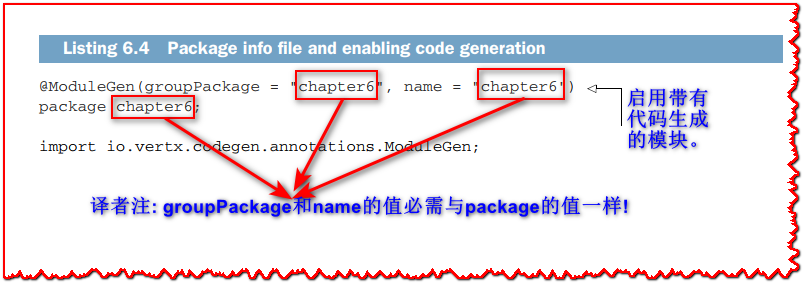 Listing 6.4 Package info file and enabling code generation
@ModuleGen(groupPackage = "chapter6", name = "chapter6")
package chapter6;
启用带有
代码生成
的模块。
import io.vertx.codegen.annotations.ModuleGen;
译者注: groupPackage和name的值必需与package的值一样!